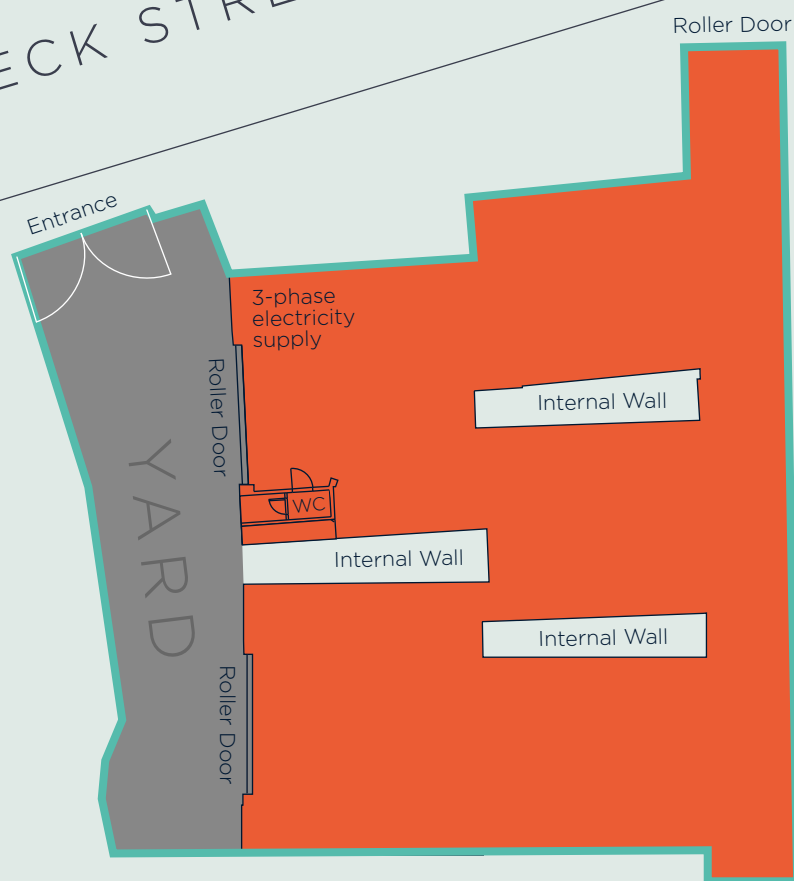 ECK STRE
Roller Door
Entrance
3-phase
electricity
supply
Roller Door
Internal Wall
YARD
WC
Internal Wall
Internal Wall
Roller Door